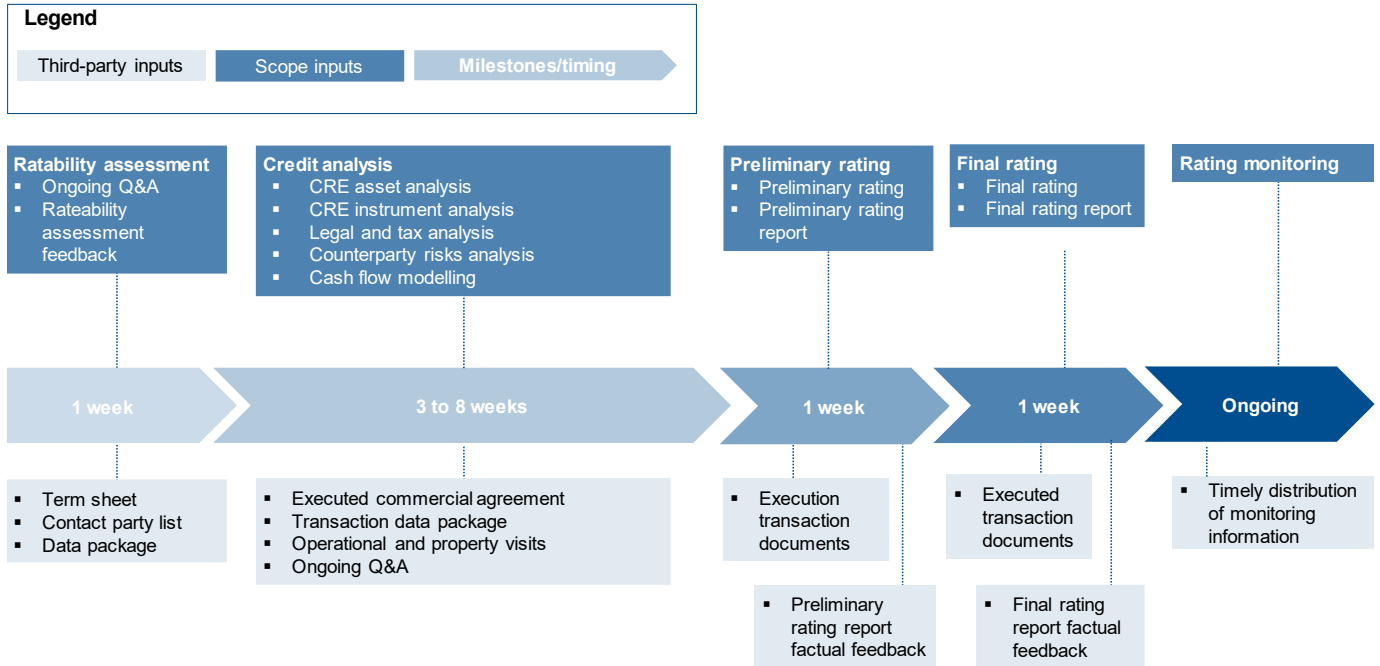 Legend
Third-party inputs
Scope inputs
Milestones/timing
Ratability assessment
▪ Ongoing Q&A
▪ Rateability
assessment
feedback
Credit analysis
▪ CRE asset analysis
▪ CRE instrument analysis
▪ Legal and tax analysis
▪ Counterparty risks analysis
▪ Cash flow modelling
Preliminary rating
▪ Preliminary rating
▪ Preliminary rating
report
Final rating
▪ Final rating
▪ Final rating report
Rating monitoring
1 week
3 to 8 weeks
1 week
1 week
Ongoing
▪ Term sheet
▪ Contact party list
▪ Data package
▪ Executed commercial agreement
▪ Transaction data package
▪ Operational and property visits
▪ Ongoing Q&A
▪ Execution
transaction
documents
▪ Preliminary
rating report
factual feedback
▪ Executed
transaction
documents
▪ Final rating
report factual
feedback
▪ Timely distribution
of monitoring
information